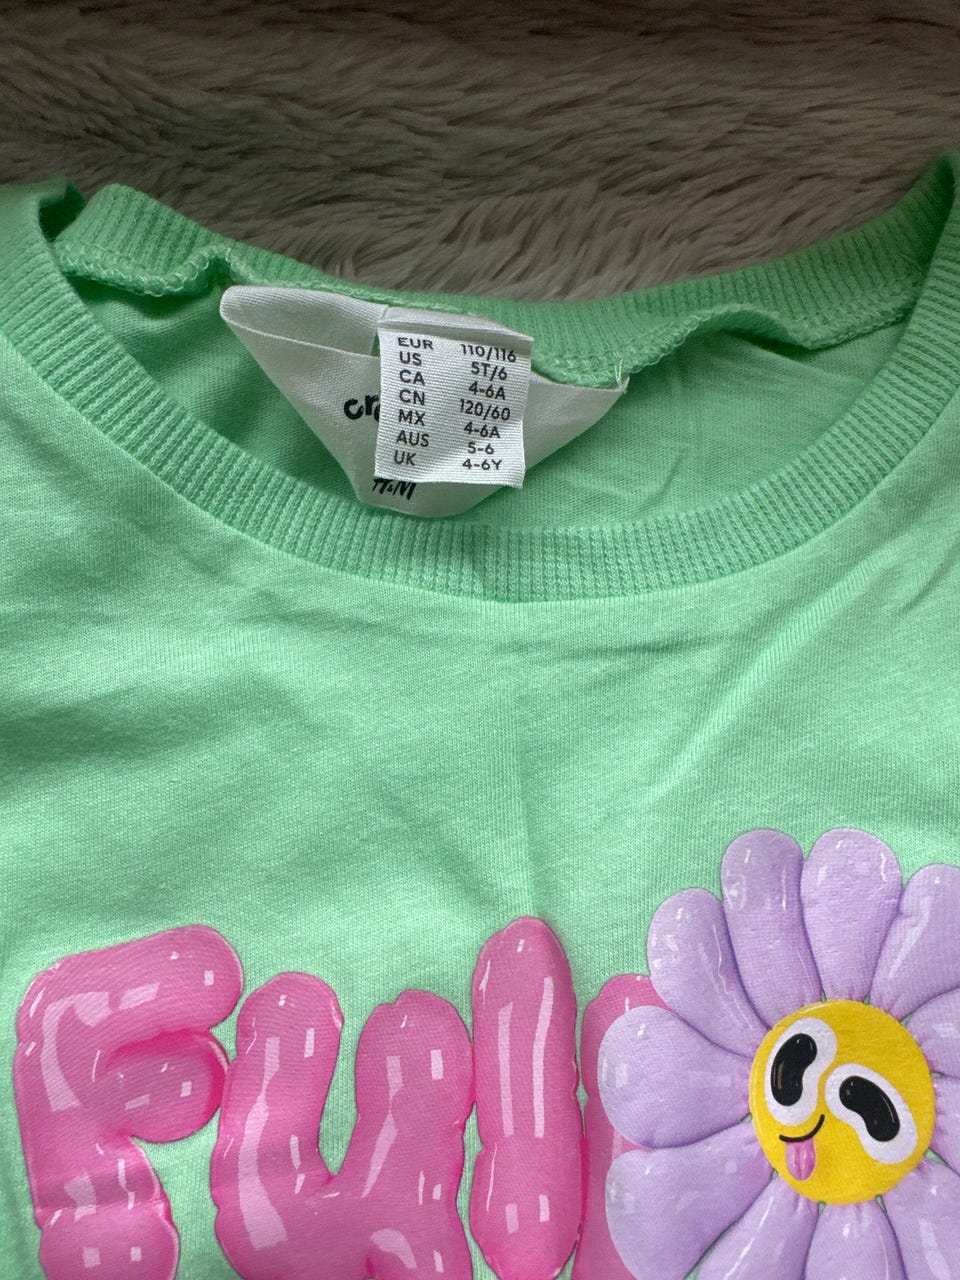 EUR 110/116
US 5T/6
CA 4-6A
CN 120/60
MX 4-6A
AUS 5-6
UK 4-6Y
H&M
Full